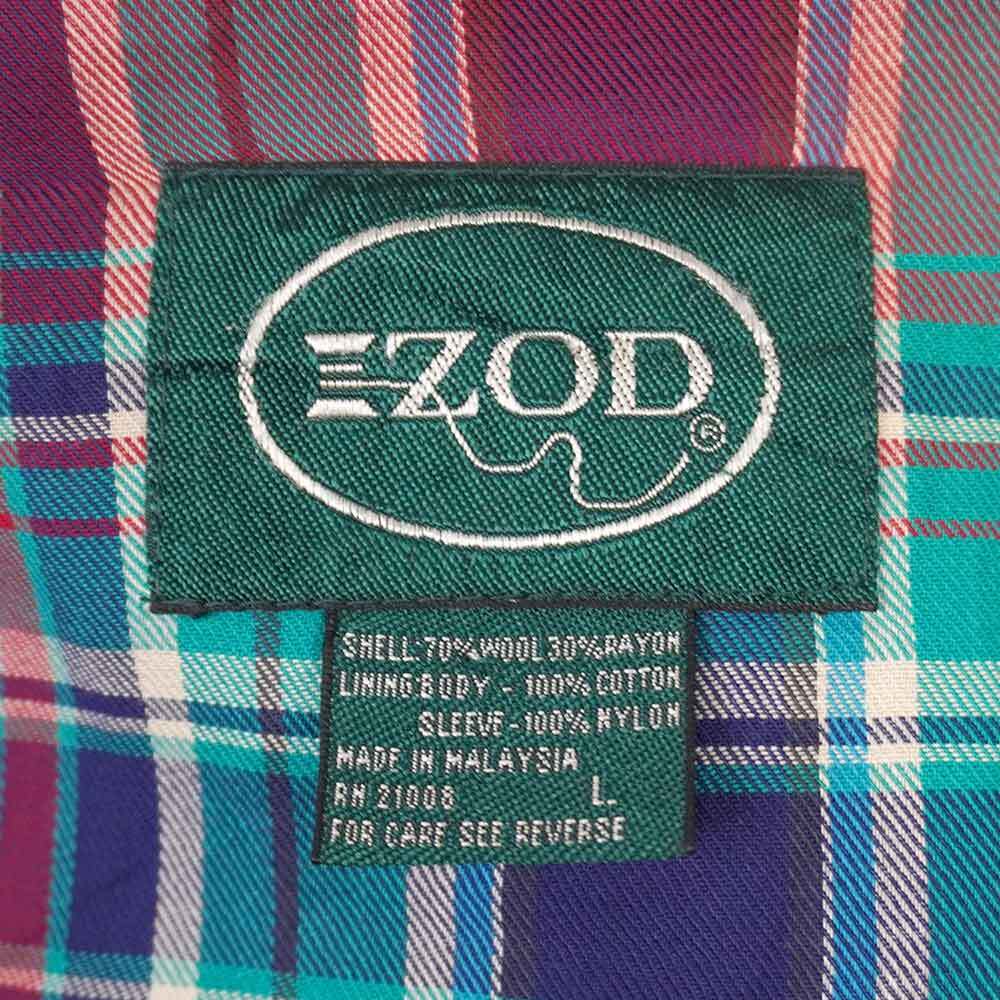 IZOD
G
SHELL: 70% WOOL 30% RAYON
LINING BODY - 100% COTTON
SLEEVE - 100% NYLON
MADE IN MALAYSIA
RN 21008 L
FOR CARE SEE REVERSE